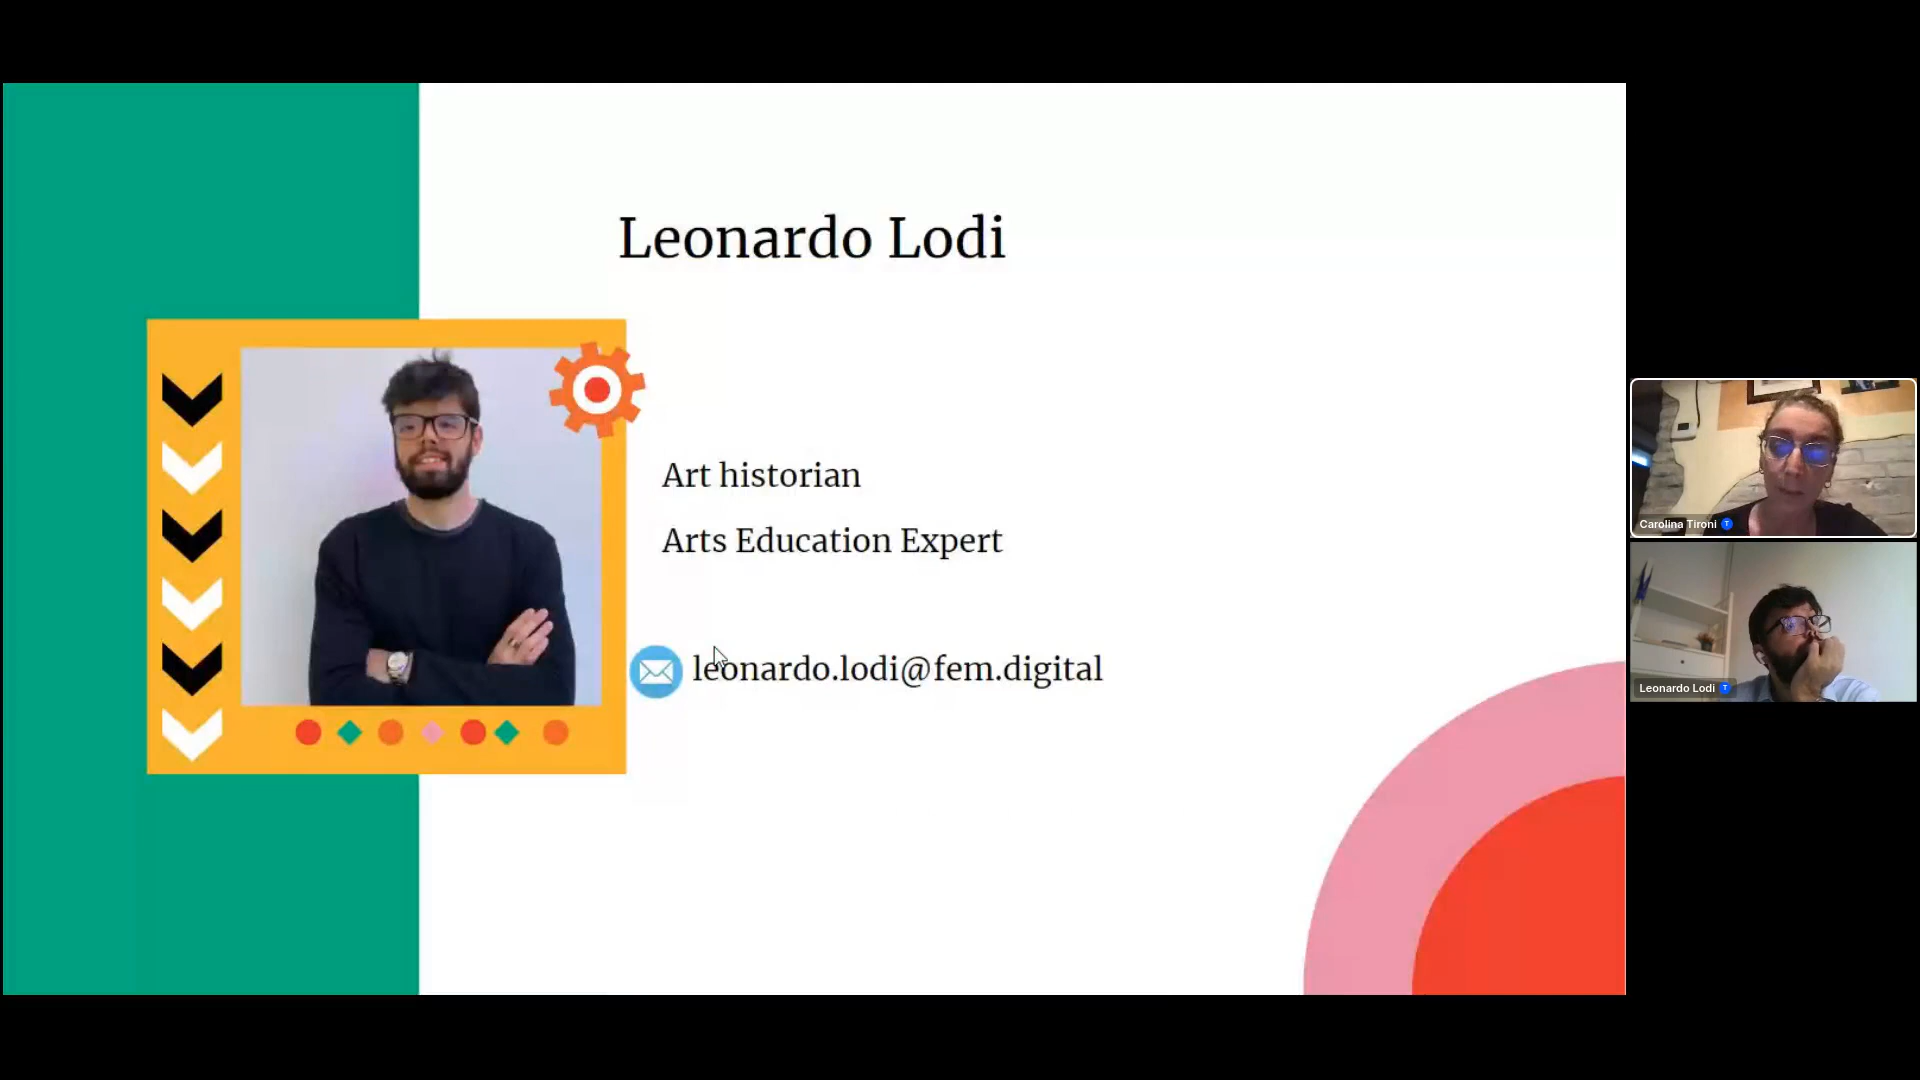 Leonardo Lodi
Art historian
Arts Education Expert
leonardo.lodi@fem.digital
Carolina Tironi T
Leonardo Lodi T